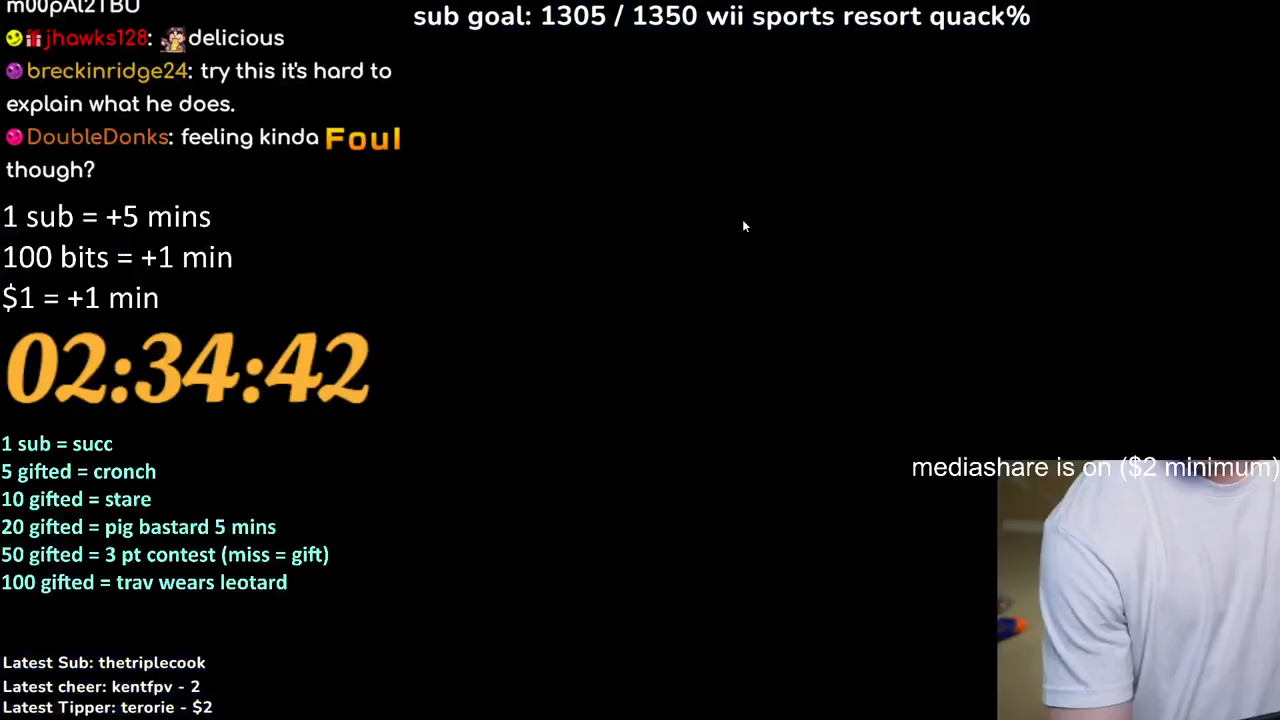 sub goal: 1305 / 1350 wii sports resort quack%
jhawks128: delicious
breckinridge24: try this it's hard to
explain what he does.
DoubleDonks: feeling kinda Foul
though?
1 sub = +5 mins
100 bits = +1 min
$1 = +1 min
02:34:42
1 sub = succ
5 gifted = cronch
10 gifted = stare
20 gifted = pig bastard 5 mins
50 gifted = 3 pt contest (miss = gift)
100 gifted = trav wears leotard
mediashare is on ($2 minimum)
Latest Sub: thetriplecook
Latest cheer: kentfpv - 2
Latest Tipper: terorie - $2